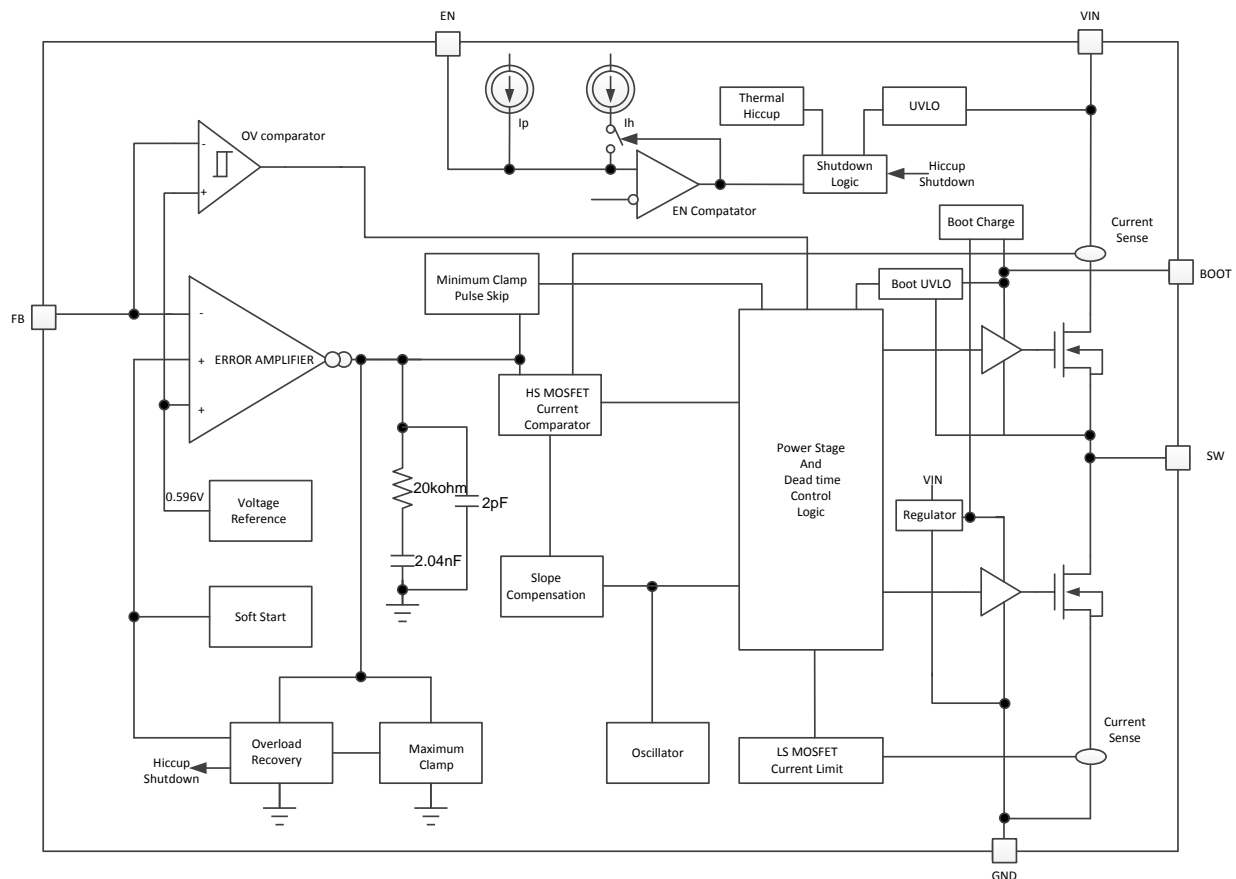 EN
VIN
Thermal
Hiccup
UVLO
Ip
Ih
OV comparator
-
+
Shutdown
Logic
Hiccup
Shutdown
EN Compatator
Boot Charge
Current
Sense
BOOT
Minimum Clamp
Pulse Skip
Boot UVLO
FB
-
+
+
ERROR AMPLIFIER
HS MOSFET
Current
Comparator
Power Stage
And
Dead time
Control
Logic
SW
0.596V
Voltage
Reference
20kohm
2pF
2.04nF
VIN
Regulator
Slope
Compensation
Soft Start
Overload
Recovery
Maximum
Clamp
Hiccup
Shutdown
Oscillator
LS MOSFET
Current Limit
Current
Sense
GND